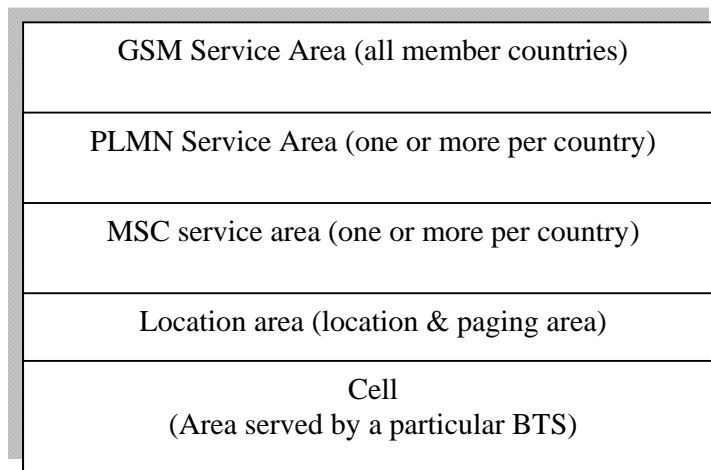 GSM Service Area (all member countries)
PLMN Service Area (one or more per country)
MSC service area (one or more per country)
Location area (location & paging area)
Cell
(Area served by a particular BTS)